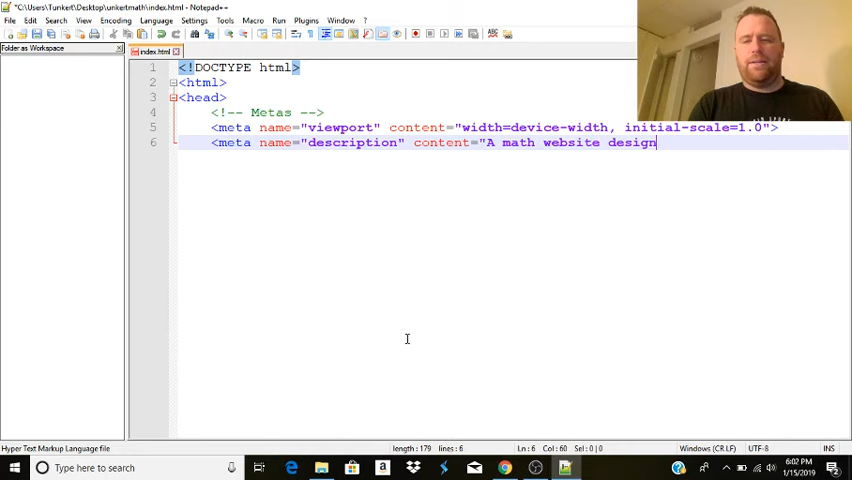 *C:\Users\Tunkert\Desktop\unkertmath\index.html - Notepad++
File Edit Search View Encoding Language Settings Tools Macro Run Plugins Window ?
Folder as Workspace
index.html
1 <!DOCTYPE html>
2 <html>
3 <head>
4 <!-- Metas -->
5 <meta name="viewport" content="width=device-width, initial-scale=1.0">
6 <meta name="description" content="A math website design
Hyper Text Markup Language file length : 179 lines : 6 Ln : 6 Col : 60 Sel : 0 | 0 Windows (CR LF) UTF-8 INS
Type here to search
6:02 PM
1/15/2019